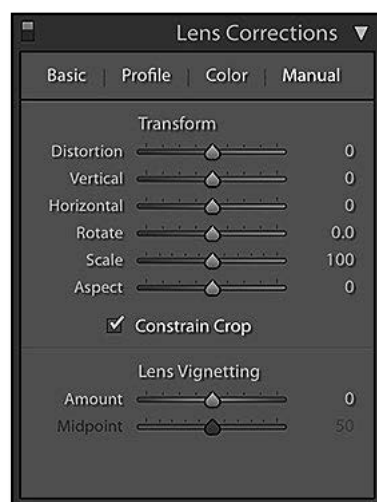 Lens Corrections
Basic | Profile | Color | Manual
Transform
Distortion 0
Vertical 0
Horizontal 0
Rotate 0.0
Scale 100
Aspect 0
Constrain Crop
Lens Vignetting
Amount 0
Midpoint 50